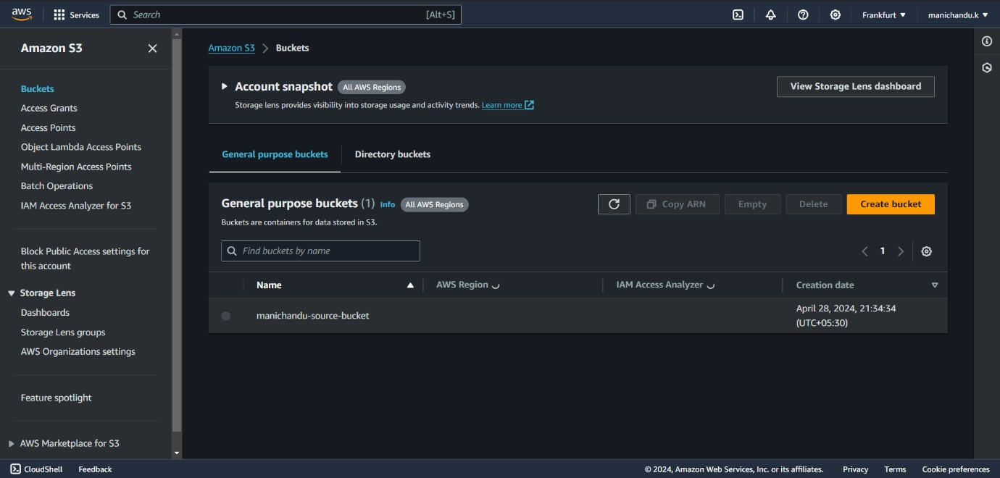 aws Services Search [Alt+S] Frankfurt ▼ manichandu.k ▼
Amazon S3
Buckets
Access Grants
Access Points
Object Lambda Access Points
Multi-Region Access Points
Batch Operations
IAM Access Analyzer for S3
Block Public Access settings for
this account
Storage Lens
Dashboards
Storage Lens groups
AWS Organizations settings
Feature spotlight
AWS Marketplace for S3
Amazon S3 > Buckets
Account snapshot All AWS Regions
View Storage Lens dashboard
Storage lens provides visibility into storage usage and activity trends. Learn more
General purpose buckets Directory buckets
General purpose buckets (1) Info All AWS Regions
Copy ARN Empty Delete Create bucket
Buckets are containers for data stored in S3.
Find buckets by name
1
Name AWS Region IAM Access Analyzer Creation date
manichandu-source-bucket
April 28, 2024, 21:34:34
(UTC+05:30)
CloudShell Feedback © 2024, Amazon Web Services, Inc. or its affiliates. Privacy Terms Cookie preferences